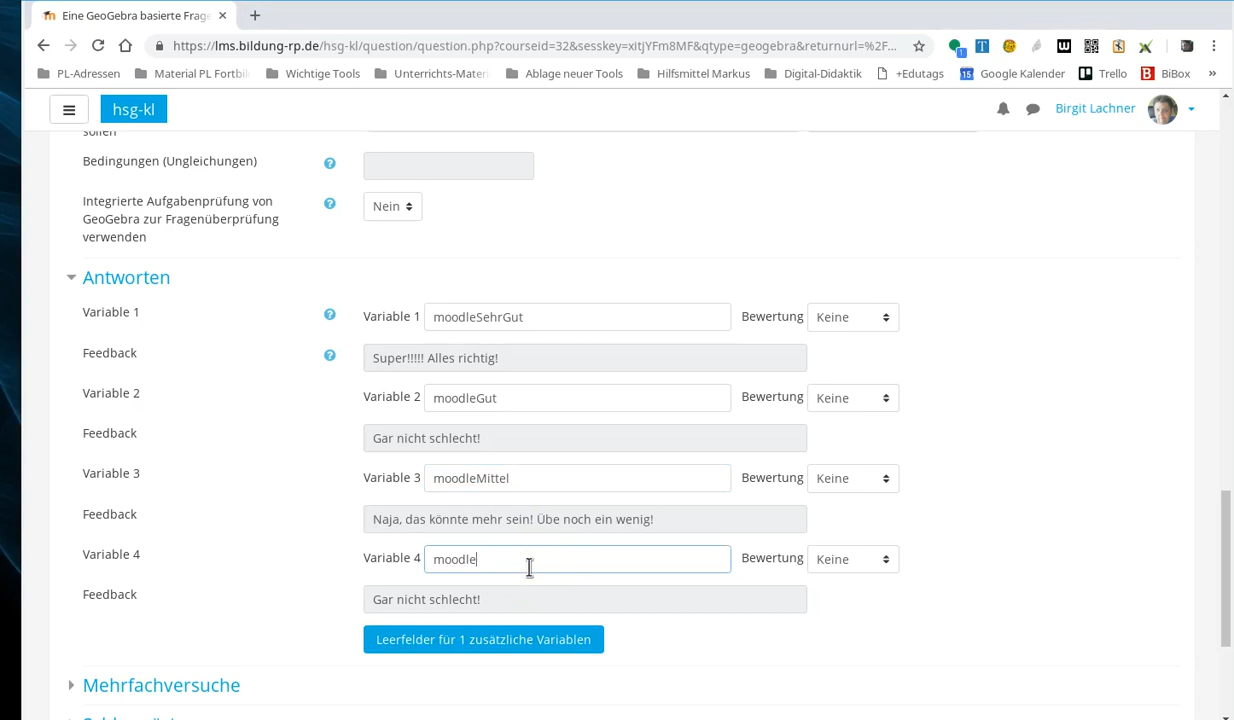 Eine GeoGebra basierte Frage
https://lms.bildung-rp.de/hsg-kl/question/question.php?courseid=32&sesskey=xitjYFm8MF&qtype=geogebra&returnurl=%2F...
PL-Adressen Material PL Fortbil Wichtige Tools Unterrichts-Mater Ablage neuer Tools Hilfsmittel Markus Digital-Didaktik +Edutags Google Kalender Trello BiBox »
hsg-kl Birgit Lachner
sollen
Bedingungen (Ungleichungen)
Integrierte Aufgabenprüfung von
GeoGebra zur Fragenüberprüfung
verwenden
Nein
Antworten
Variable 1 Variable 1 moodleSehrGut Bewertung Keine
Feedback Super!!!!! Alles richtig!
Variable 2 Variable 2 moodleGut Bewertung Keine
Feedback Gar nicht schlecht!
Variable 3 Variable 3 moodleMittel Bewertung Keine
Feedback Naja, das könnte mehr sein! Übe noch ein wenig!
Variable 4 Variable 4 moodle Bewertung Keine
Feedback Gar nicht schlecht!
Leerfelder für 1 zusätzliche Variablen
Mehrfachversuche